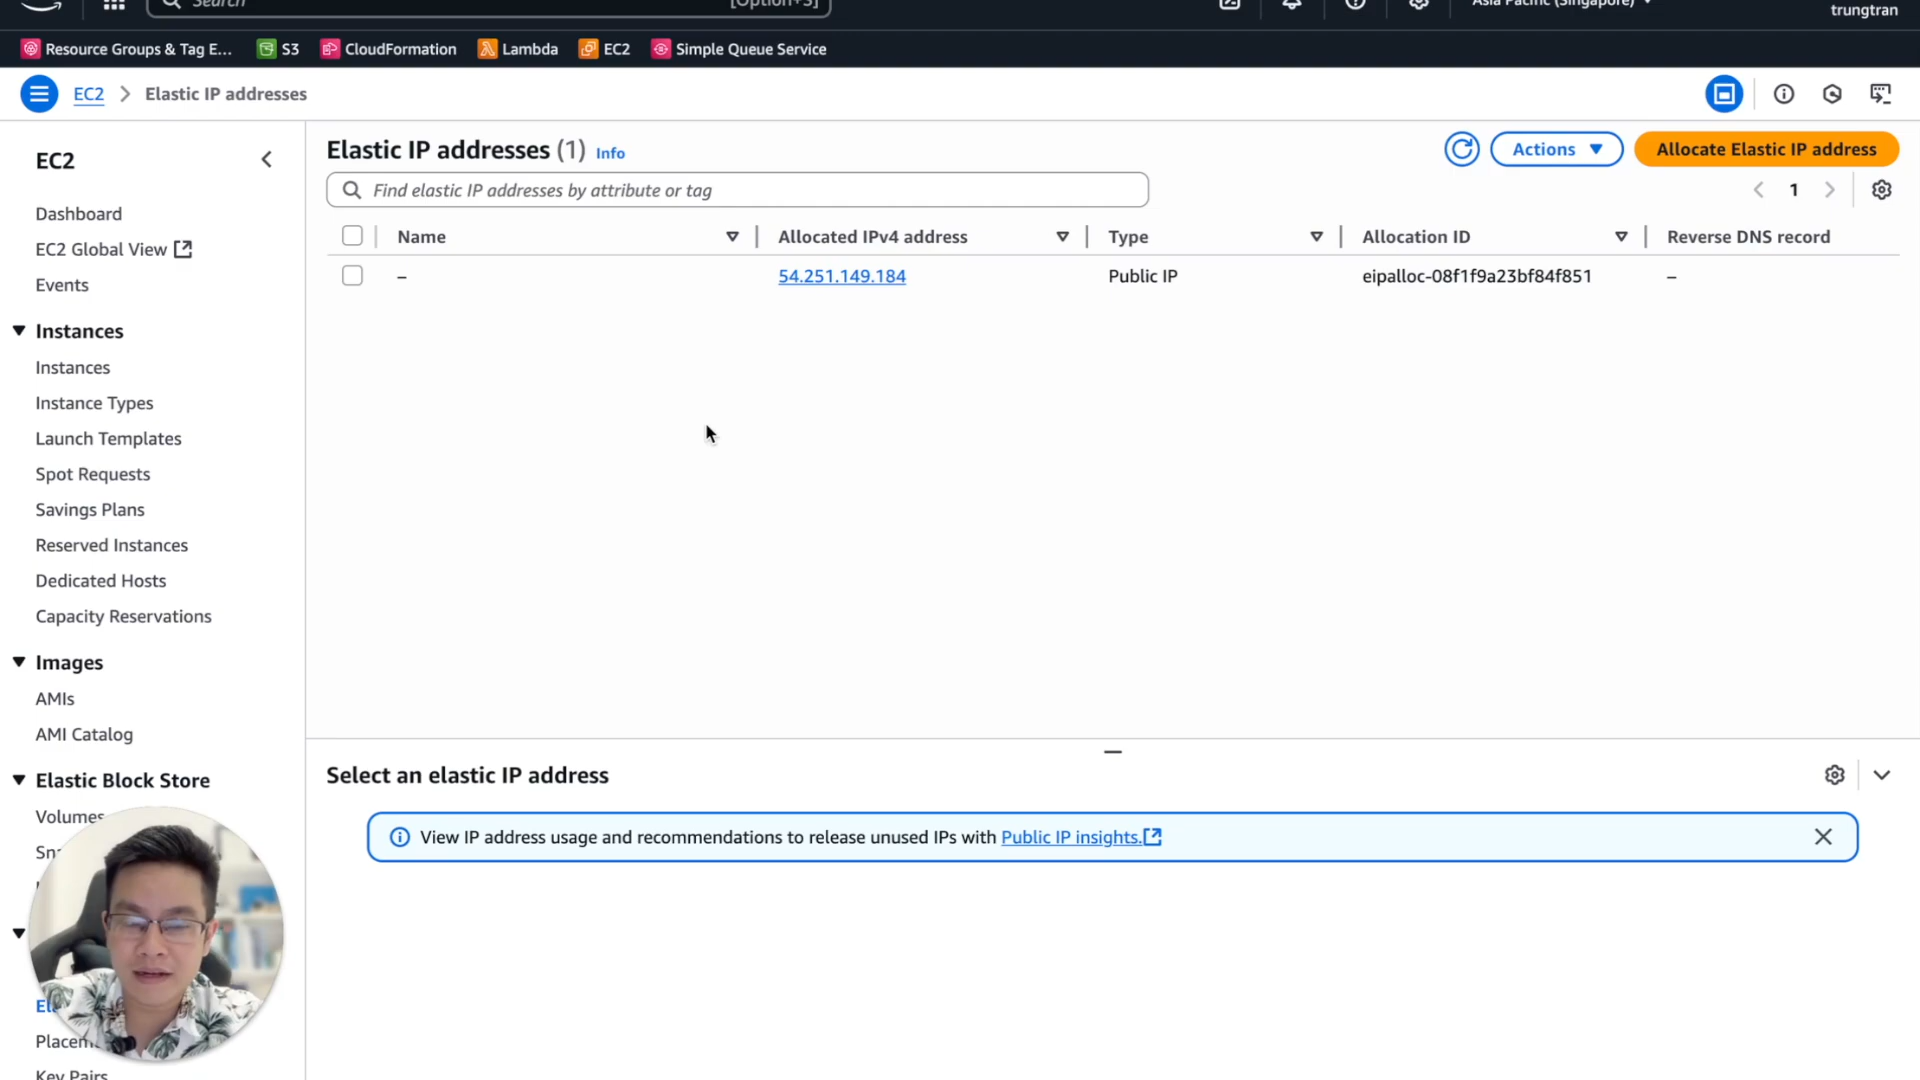 Search
[Option+S]
Asia Pacific (Singapore)
trungtran
Resource Groups & Tag E...
S3
CloudFormation
Lambda
EC2
Simple Queue Service
EC2
Elastic IP addresses
EC2
Dashboard
EC2 Global View
Events
Instances
Instances
Instance Types
Launch Templates
Spot Requests
Savings Plans
Reserved Instances
Dedicated Hosts
Capacity Reservations
Images
AMIs
AMI Catalog
Elastic Block Store
Volumes
Key Pairs
Elastic IP addresses (1) Info
Actions
Allocate Elastic IP address
Find elastic IP addresses by attribute or tag
1
Name
Allocated IPv4 address
Type
Allocation ID
Reverse DNS record
–
54.251.149.184
Public IP
eipalloc-08f1f9a23bf84f851
–
Select an elastic IP address
View IP address usage and recommendations to release unused IPs with Public IP insights.